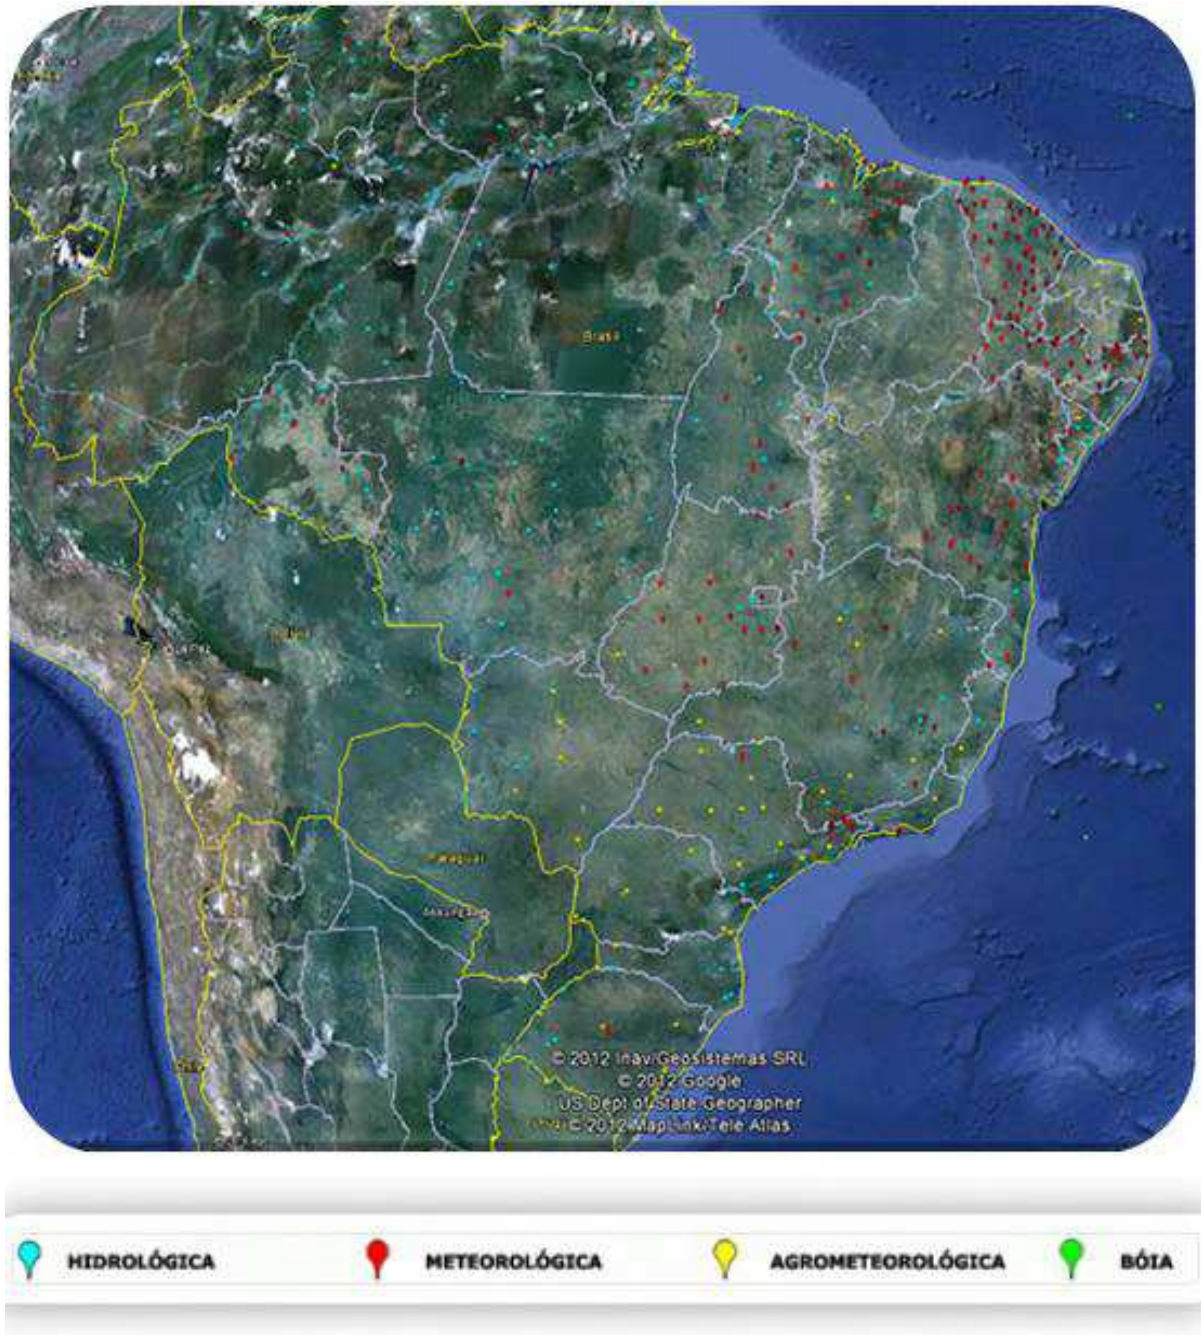 Brasil
Paraguai
© 2012 Inav/Geosistemas SRL
© 2012 Google
US Dept of State Geographer
© 2012 MapLink/Tele Atlas
HIDROLÓGICA
METEOROLÓGICA
AGROMETEOROLÓGICA
BÓIA